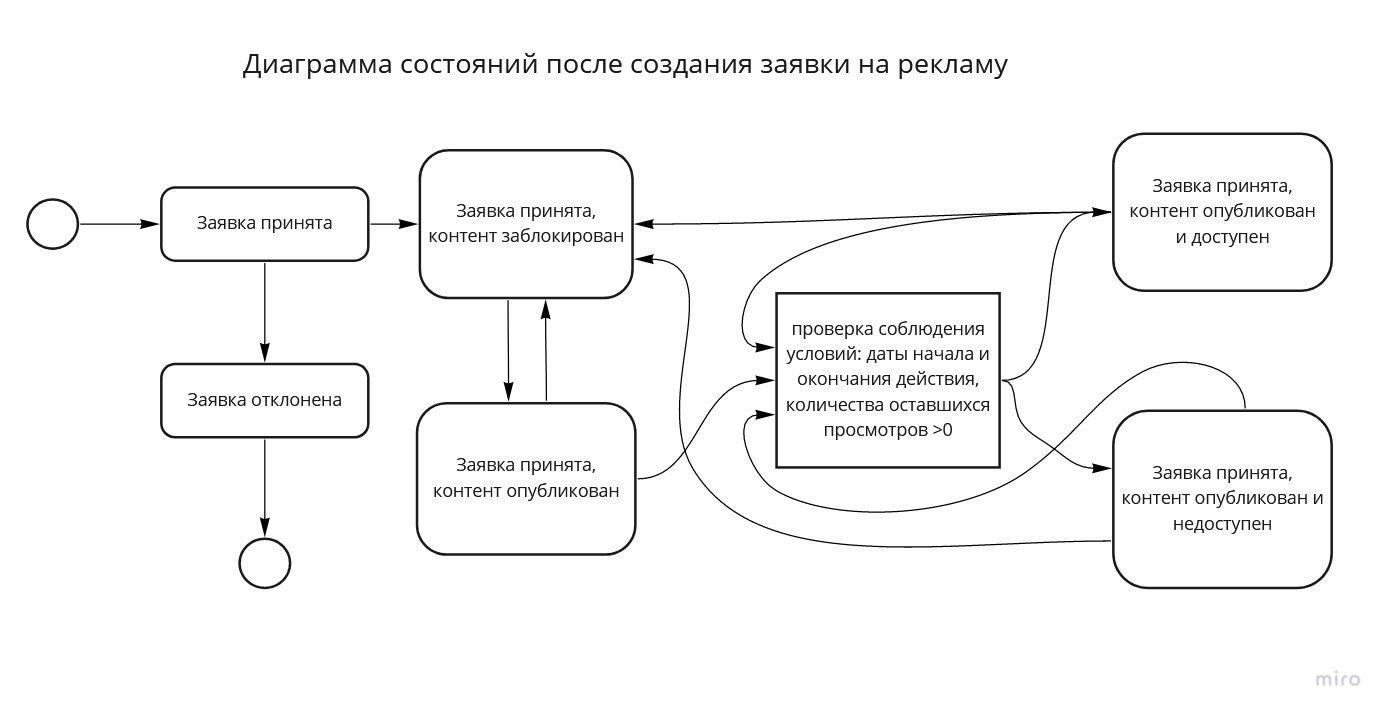 Диаграмма состояний после создания заявки на рекламу
Заявка принята
Заявка принята,
контент заблокирован
Заявка принята,
контент опубликован
и доступен
проверка соблюдения
условий: даты начала и
окончания действия,
количества оставшихся
просмотров >0
Заявка отклонена
Заявка принята,
контент опубликован
Заявка принята,
контент опубликован и
недоступен
miro